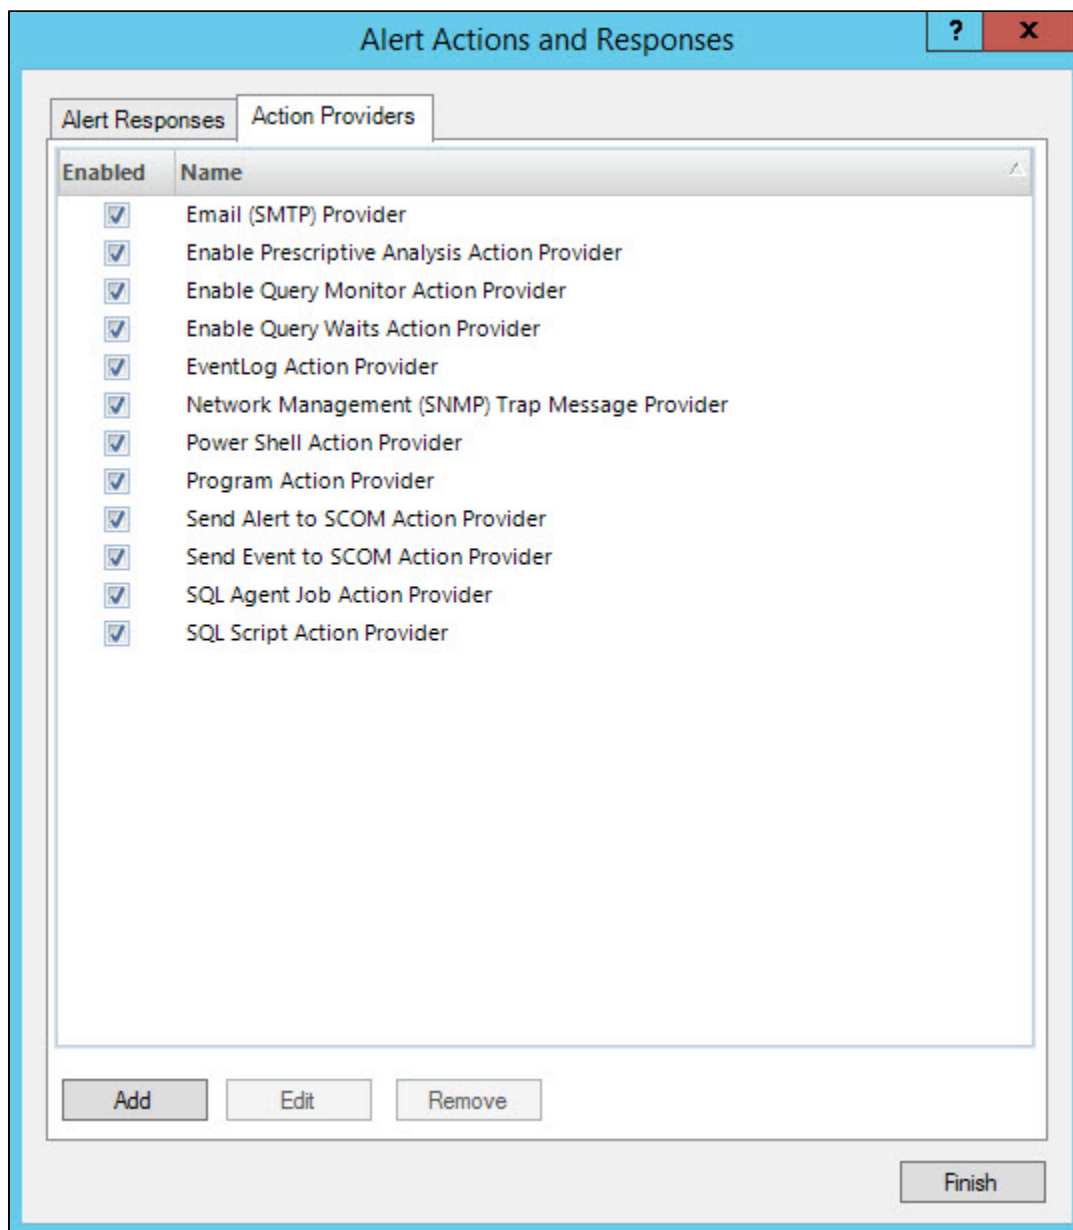 Alert Actions and Responses
?
x
Alert Responses
Action Providers
Enabled
Name
Email (SMTP) Provider
Enable Prescriptive Analysis Action Provider
Enable Query Monitor Action Provider
Enable Query Waits Action Provider
EventLog Action Provider
Network Management (SNMP) Trap Message Provider
Power Shell Action Provider
Program Action Provider
Send Alert to SCOM Action Provider
Send Event to SCOM Action Provider
SQL Agent Job Action Provider
SQL Script Action Provider
Add
Edit
Remove
Finish